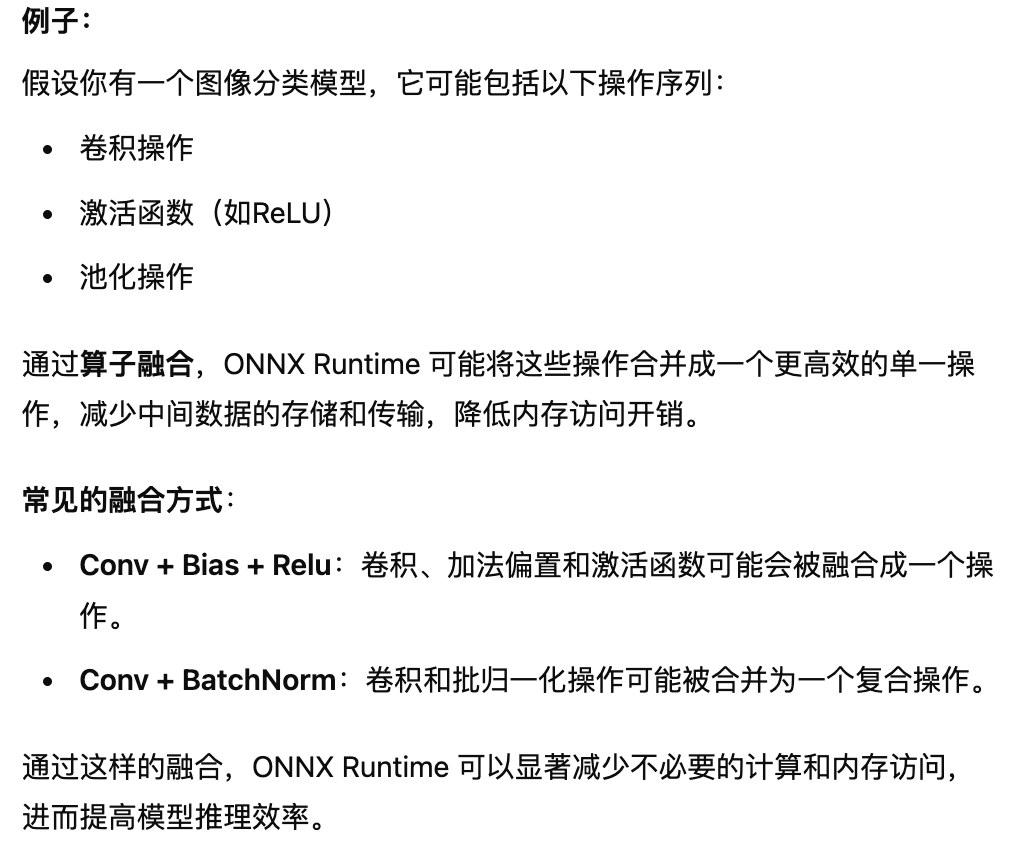 例子：
假设你有一个图像分类模型，它可能包括以下操作序列：
• 卷积操作
• 激活函数（如ReLU）
• 池化操作
通过算子融合，ONNX Runtime 可能将这些操作合并成一个更高效的单一操
作，减少中间数据的存储和传输，降低内存访问开销。
常见的融合方式：
• Conv + Bias + Relu：卷积、加法偏置和激活函数可能会被融合成一个操
作。
• Conv + BatchNorm：卷积和批归一化操作可能被合并为一个复合操作。
通过这样的融合，ONNX Runtime 可以显著减少不必要的计算和内存访问，
进而提高模型推理效率。